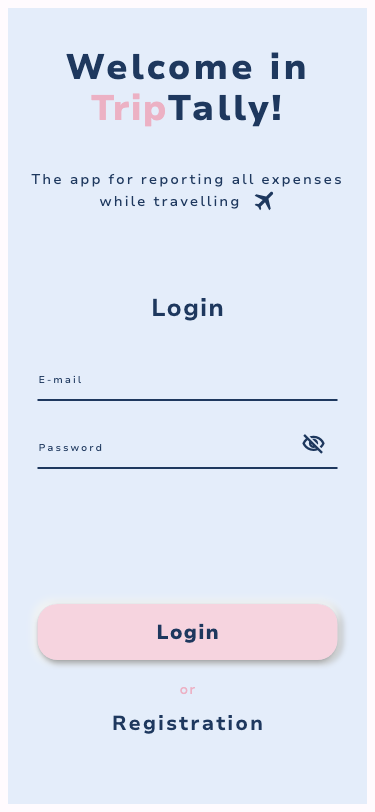 Welcome in
TripTally!
The app for reporting all expenses
while travelling
Login
E-mail
Password
Login
or
Registration